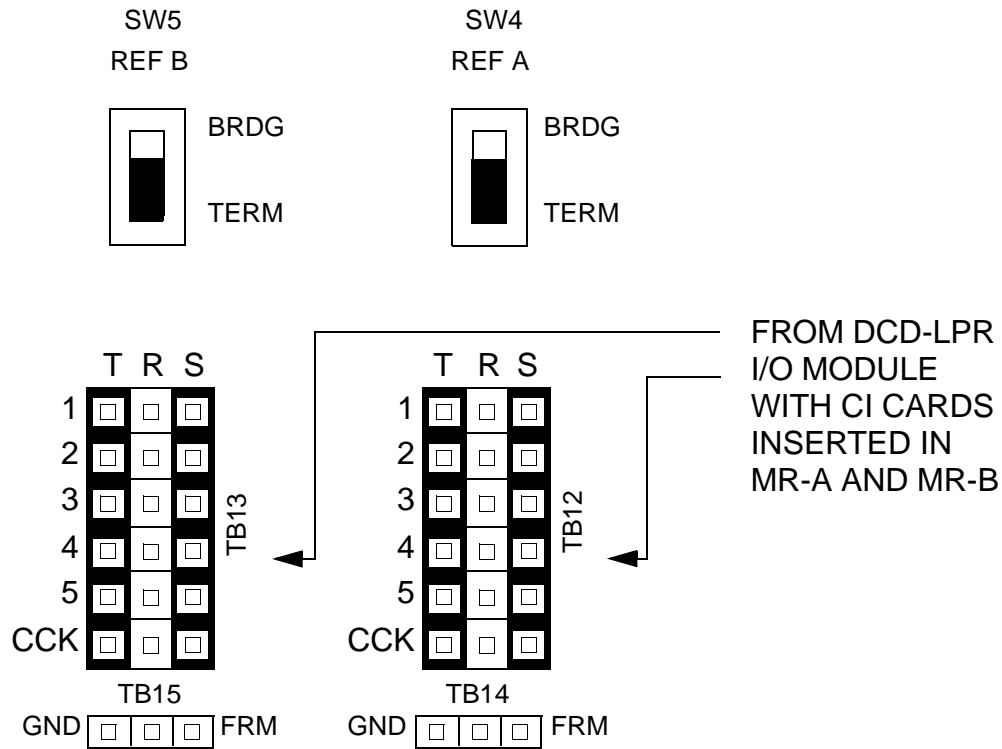 SW5
REF B
SW4
REF A
BRDG
TERM
BRDG
TERM
FROM DCD-LPR
I/O MODULE
WITH CI CARDS
INSERTED IN
MR-A AND MR-B
T R S
1
2
3
4
5
CCK
TB13
TB15
GND FRM
T R S
1
2
3
4
5
CCK
TB12
TB14
GND FRM